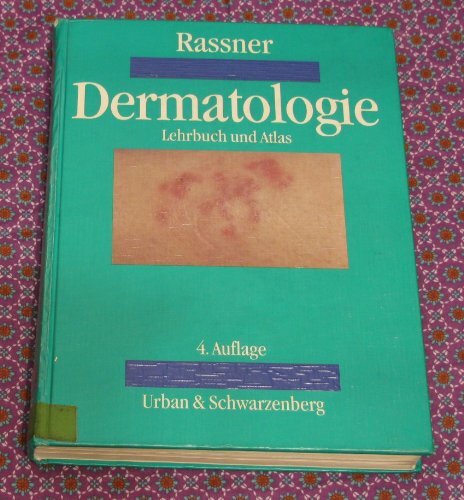 Rassner
Dermatologie
Lehrbuch und Atlas
4. Auflage
Urban & Schwarzenberg